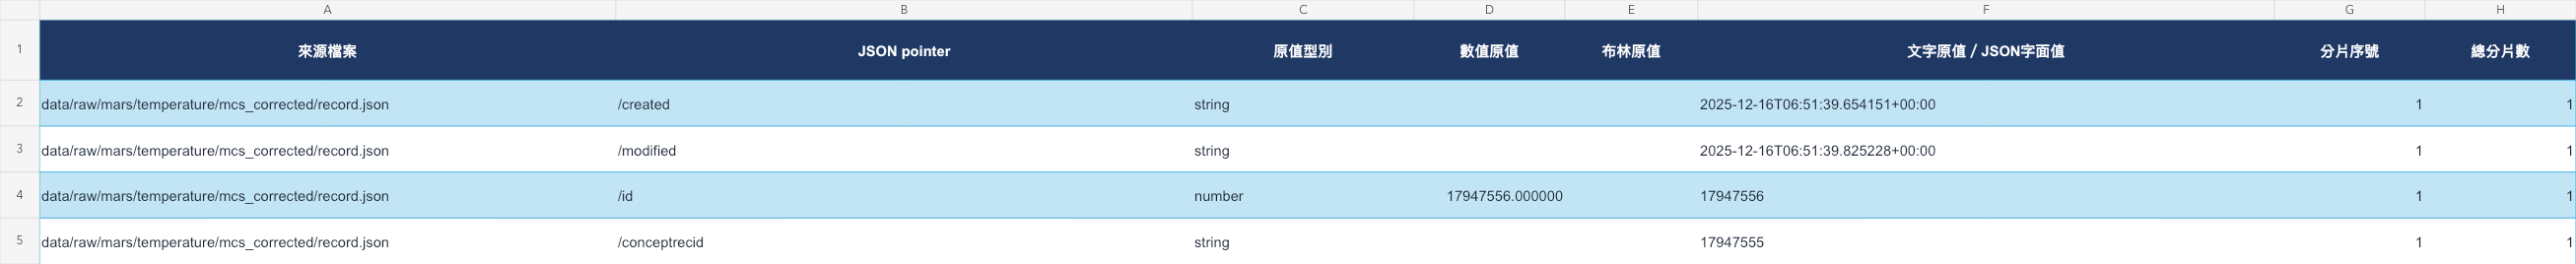 A B C D E F G H
1 來源檔案 JSON pointer 原值型別 數值原值 布林原值 文字原值 / JSON字面值 分片序號 總分片數
2 data/raw/mars/temperature/mcs_corrected/record.json /created string 2025-12-16T06:51:39.654151+00:00 1 1
3 data/raw/mars/temperature/mcs_corrected/record.json /modified string 2025-12-16T06:51:39.825228+00:00 1 1
4 data/raw/mars/temperature/mcs_corrected/record.json /id number 17947556.000000 17947556 1 1
5 data/raw/mars/temperature/mcs_corrected/record.json /conceptrecid string 17947555 1 1